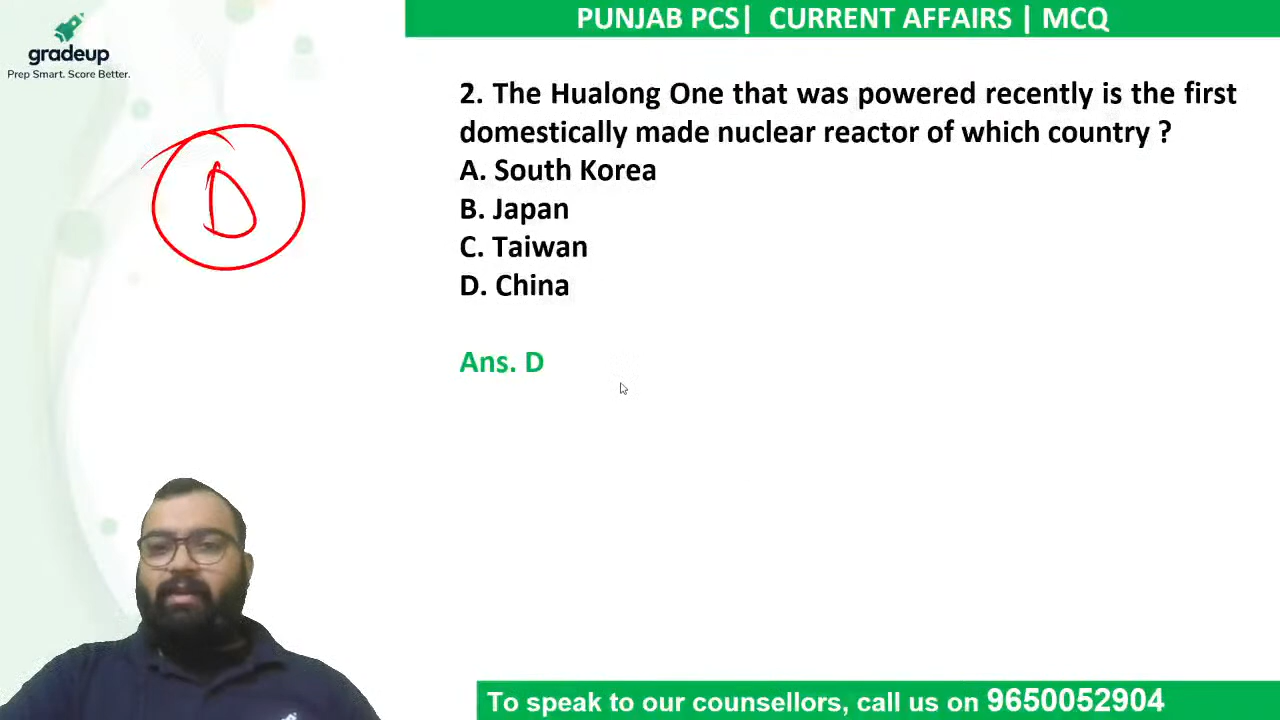 gradeup
Prep Smart. Score Better.
PUNJAB PCS| CURRENT AFFAIRS | MCQ
2. The Hualong One that was powered recently is the first
domestically made nuclear reactor of which country ?
A. South Korea
B. Japan
C. Taiwan
D. China
D
Ans. D
To speak to our counsellors, call us on 9650052904